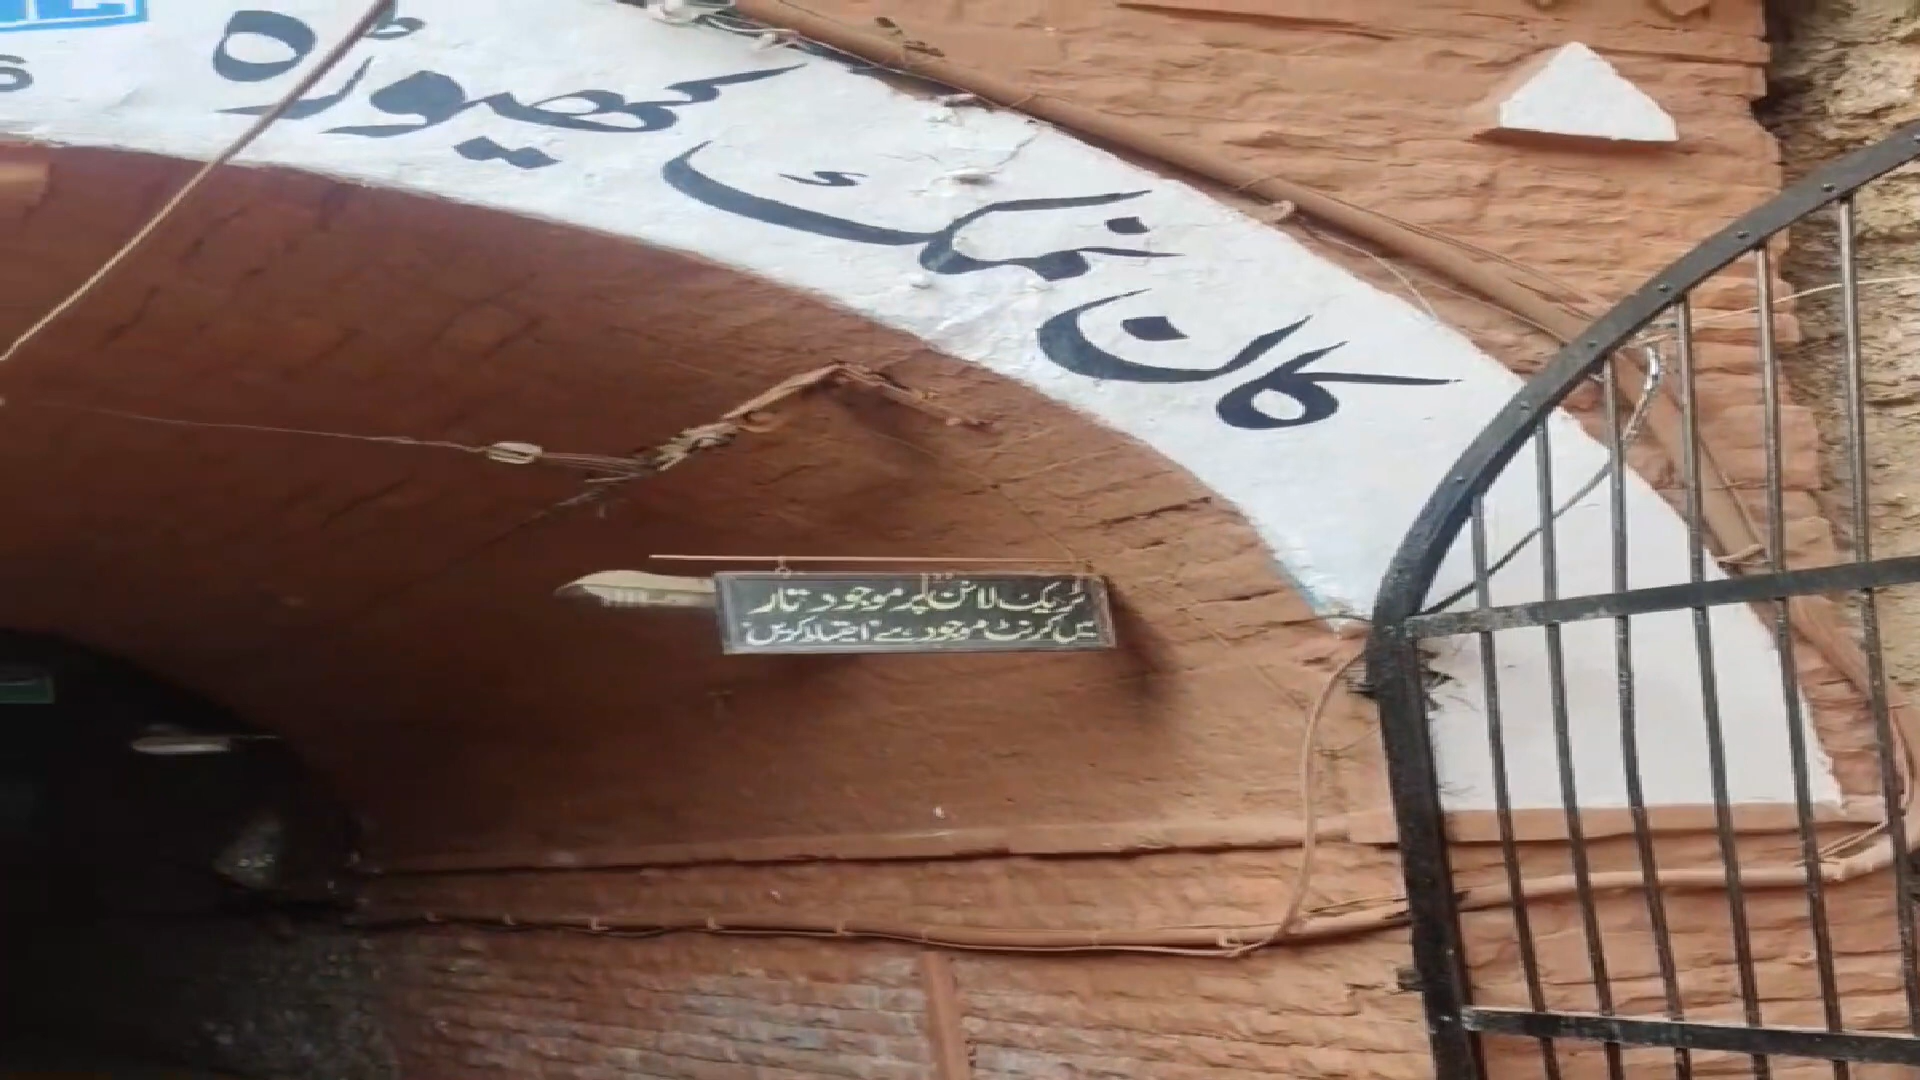 کان نمک کھیوڑہ
ٹریک لائن پر موجود تار
میں کرنٹ موجود ہے احتیاط کریں